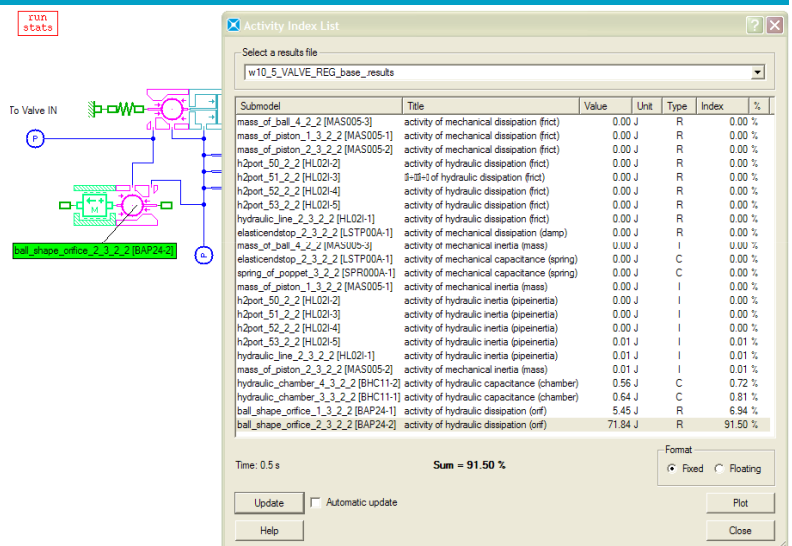 run
stats
To Valve IN
P
M
ball_shape_orifice_2_3_2_2 [BAP24-2]
P
Activity Index List
Select a results file
w10_5_VALVE_REG_base_.results
Submodel Title Value Unit Type Index %
mass_of_ball_4_2_2 [MAS005-3] activity of mechanical dissipation (frict) 0.00 J R 0.00 %
mass_of_piston_1_3_2_2 [MAS005-1] activity of mechanical dissipation (frict) 0.00 J R 0.00 %
mass_of_piston_2_3_2_2 [MAS005-2] activity of mechanical dissipation (frict) 0.00 J R 0.00 %
h2port_50_2_2 [HL02I-2] activity of hydraulic dissipation (frict) 0.00 J R 0.00 %
h2port_51_2_2 [HL02I-3] of hydraulic dissipation (frict) 0.00 J R 0.00 %
h2port_52_2_2 [HL02I-4] activity of hydraulic dissipation (frict) 0.00 J R 0.00 %
h2port_53_2_2 [HL02I-5] activity of hydraulic dissipation (frict) 0.00 J R 0.00 %
hydraulic_line_2_3_2_2 [HL02I-1] activity of hydraulic dissipation (frict) 0.00 J R 0.00 %
elasticendstop_2_3_2_2 [LSTP00A-1] activity of mechanical dissipation (damp) 0.00 J R 0.00 %
mass_of_ball_4_2_2 [MAS005-3] activity of mechanical inertia (mass) 0.00 J I 0.00 %
elasticendstop_2_3_2_2 [LSTP00A-1] activity of mechanical capacitance (spring) 0.00 J C 0.00 %
spring_of_poppet_3_2_2 [SPR000A-1] activity of mechanical capacitance (spring) 0.00 J C 0.00 %
mass_of_piston_1_3_2_2 [MAS005-1] activity of mechanical inertia (mass) 0.00 J I 0.00 %
h2port_50_2_2 [HL02I-2] activity of hydraulic inertia (pipeinertia) 0.00 J I 0.00 %
h2port_51_2_2 [HL02I-3] activity of hydraulic inertia (pipeinertia) 0.00 J I 0.00 %
h2port_52_2_2 [HL02I-4] activity of hydraulic inertia (pipeinertia) 0.00 J I 0.00 %
h2port_53_2_2 [HL02I-5] activity of hydraulic inertia (pipeinertia) 0.01 J I 0.01 %
hydraulic_line_2_3_2_2 [HL02I-1] activity of hydraulic inertia (pipeinertia) 0.01 J I 0.01 %
mass_of_piston_2_3_2_2 [MAS005-2] activity of mechanical inertia (mass) 0.01 J I 0.01 %
hydraulic_chamber_4_3_2_2 [BHC11-2] activity of hydraulic capacitance (chamber) 0.56 J C 0.72 %
hydraulic_chamber_3_3_2_2 [BHC11-1] activity of hydraulic capacitance (chamber) 0.64 J C 0.81 %
ball_shape_orifice_1_3_2_2 [BAP24-1] activity of hydraulic dissipation (orif) 5.45 J R 6.94 %
ball_shape_orifice_2_3_2_2 [BAP24-2] activity of hydraulic dissipation (orif) 71.84 J R 91.50 %
Time: 0.5 s
Sum = 91.50 %
Format
Fixed Floating
Update Automatic update Plot
Help Close